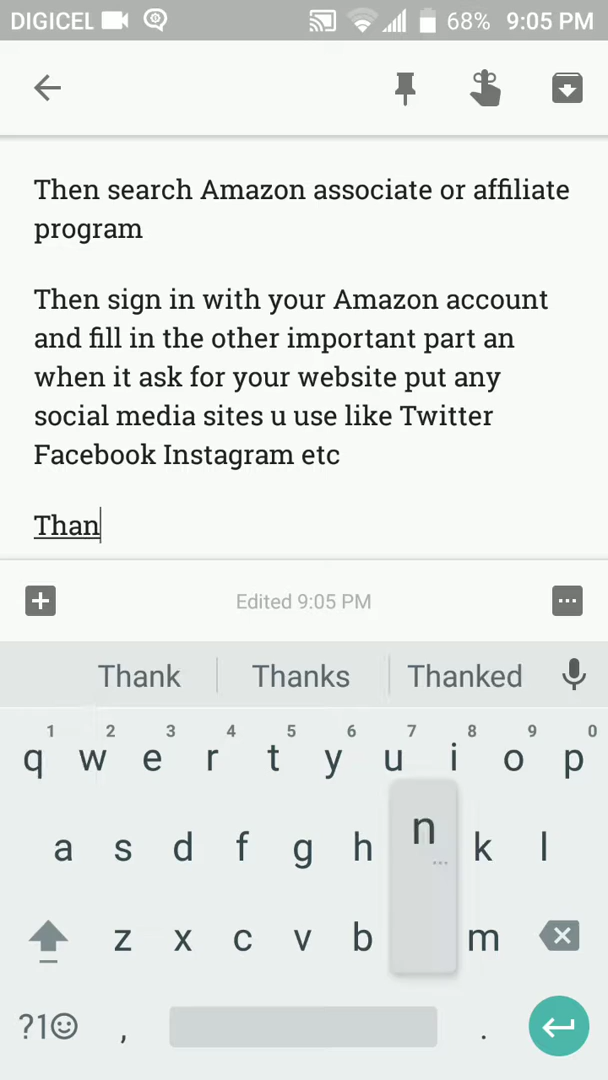 DIGICEL 68% 9:05 PM
Then search Amazon associate or affiliate
program
Then sign in with your Amazon account
and fill in the other important part an
when it ask for your website put any
social media sites u use like Twitter
Facebook Instagram etc
Than
Edited 9:05 PM
Thank Thanks Thanked
1 2 3 4 5 6 7 8 9 0
q w e r t y u i o p
a s d f g h n k l
z x c v b m
?1☺ , .